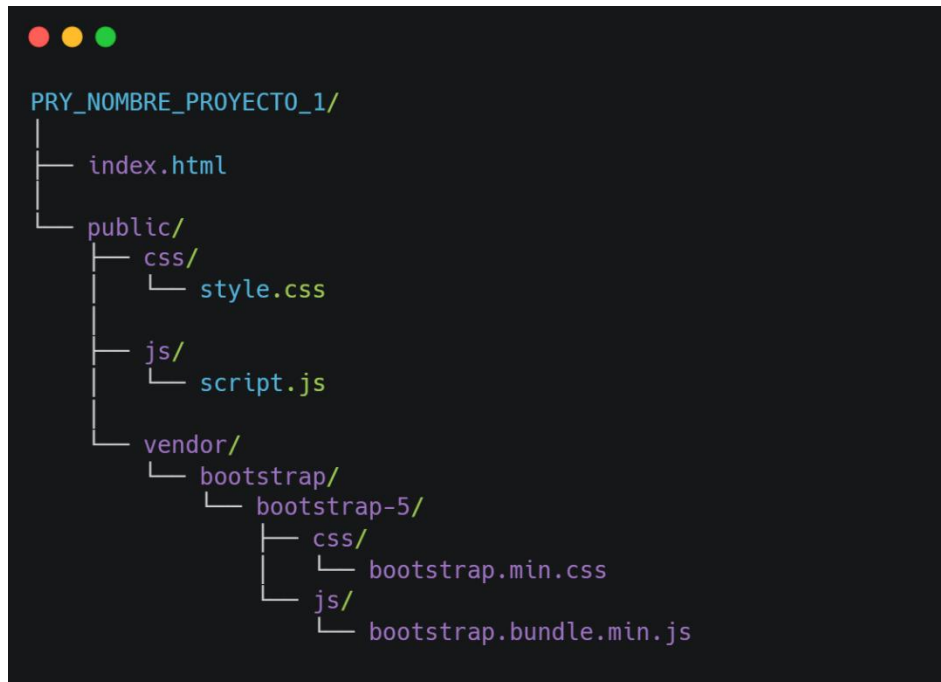 PRY_NOMBRE_PROYECTO_1/
│
├── index.html
│
└── public/
    ├── css/
    │   └── style.css
    │
    ├── js/
    │   └── script.js
    │
    └── vendor/
        └── bootstrap/
            └── bootstrap-5/
                ├── css/
                │   └── bootstrap.min.css
                └── js/
                    └── bootstrap.bundle.min.js